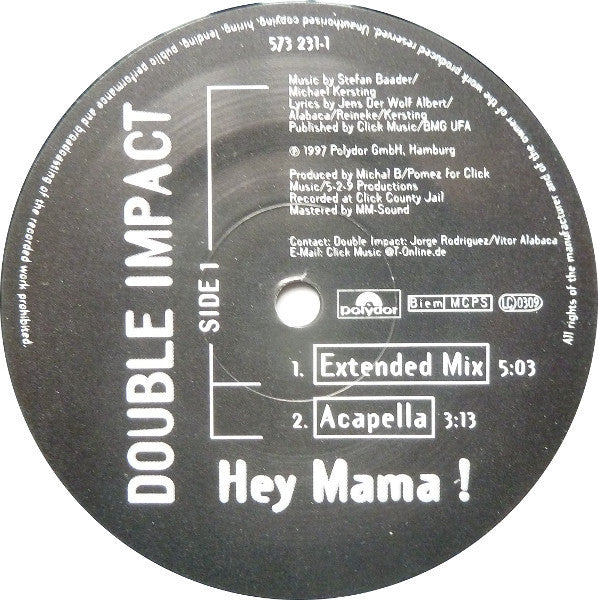 All rights of the manufacturer and of the owner of the work produced reserved. Unauthorised copying, hiring, lending, public performance and broadcasting of the recorded work prohibited.
573 231-1
DOUBLE IMPACT
SIDE 1
Music by Stefan Baader/
Michael Kersting
Lyrics by Jens Der Wolf Albert/
Alabaca/Reineke/Kersting
Published by Click Music/BMG UFA
℗ 1997 Polydor GmbH, Hamburg
Produced by Michal B/Pomez for Click
Music/5-2-9 Productions
Recorded at Click County Jail
Mastered by MM-Sound
Contact: Double Impact: Jorge Rodriguez/Vitor Alabaca
E-Mail: Click Music @T-Online.de
polydor
Biem MCPS
LC 0309
1. Extended Mix 5:03
2. Acapella 3:13
Hey Mama !